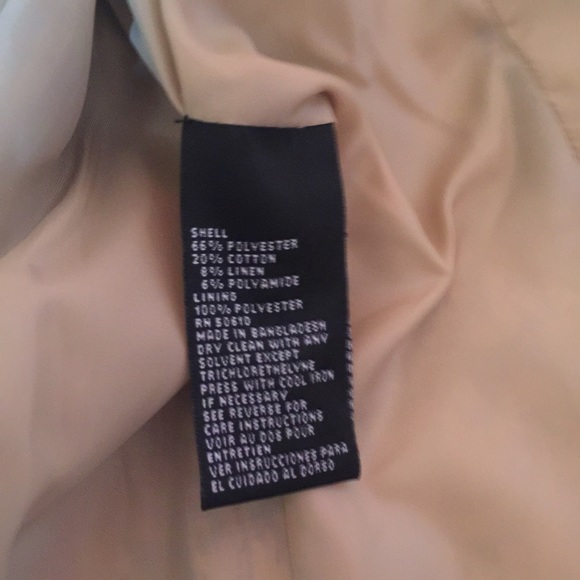 SHELL
66% POLYESTER
20% COTTON
8% LINEN
6% POLYAMIDE
LINING
100% POLYESTER
RN 50610
MADE IN BANGLADESH
DRY CLEAN WITH ANY
SOLVENT EXCEPT
TRICHLORETHELYNE
PRESS WITH COOL IRON
IF NECESSARY
SEE REVERSE FOR
CARE INSTRUCTIONS
VOIR AU DOS POUR
ENTRETIEN
VER INSRUCCIONES PARA
EL CUIDADO AL DORSO